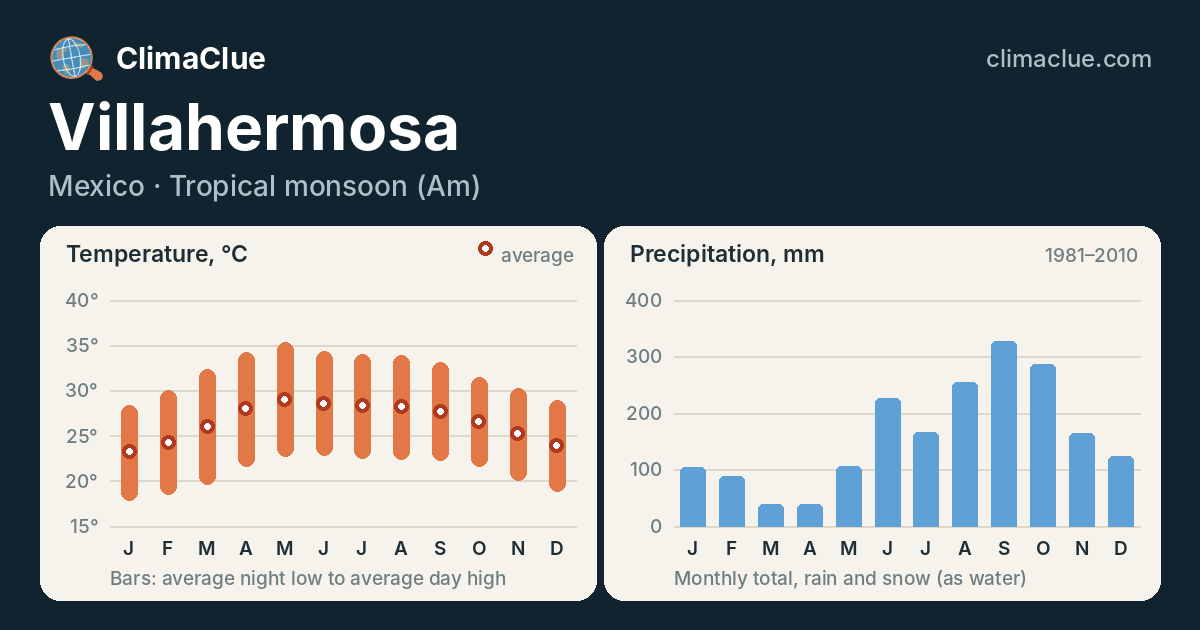 ClimaClue
climaclue.com
Villahermosa
Mexico · Tropical monsoon (Am)
Temperature, °C
average
40°
35°
30°
25°
20°
15°
J F M A M J J A S O N D
Bars: average night low to average day high
Precipitation, mm
1981–2010
400
300
200
100
0
J F M A M J J A S O N D
Monthly total, rain and snow (as water)